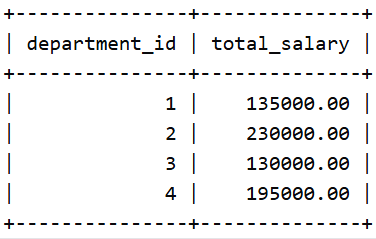 +---------------+--------------+
| department_id | total_salary |
+---------------+--------------+
|             1 |    135000.00 |
|             2 |    230000.00 |
|             3 |    130000.00 |
|             4 |    195000.00 |
+---------------+--------------+